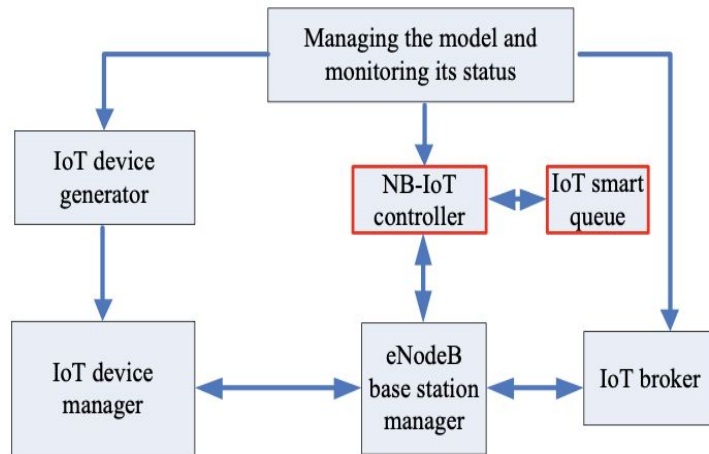 Managing the model and
monitoring its status
IoT device
generator
NB-IoT
controller
IoT smart
queue
IoT device
manager
eNodeB
base station
manager
IoT broker